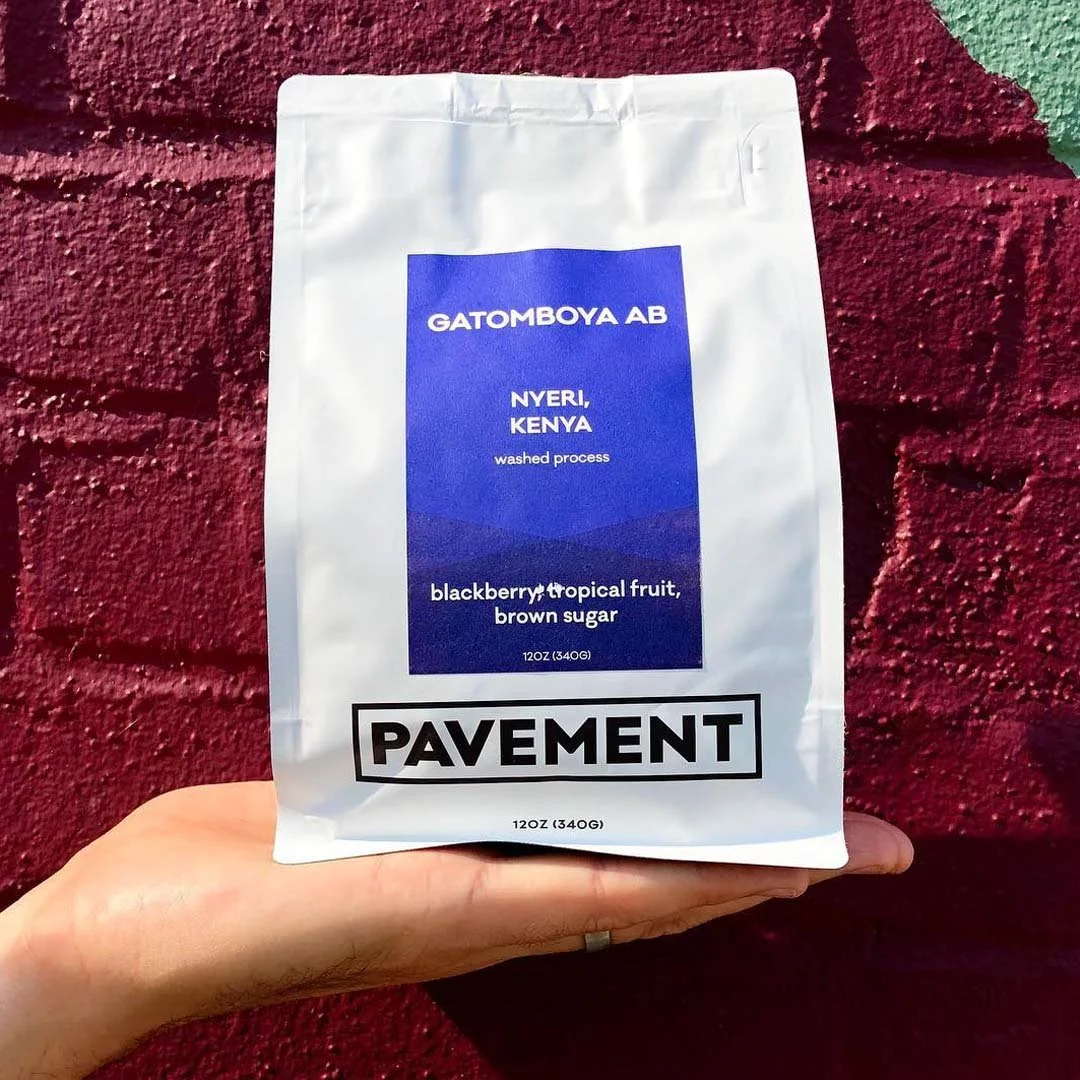 GATOMBOYA AB
NYERI,
KENYA
washed process
blackberry, tropical fruit,
brown sugar
12OZ (340G)
PAVEMENT
12OZ (340G)